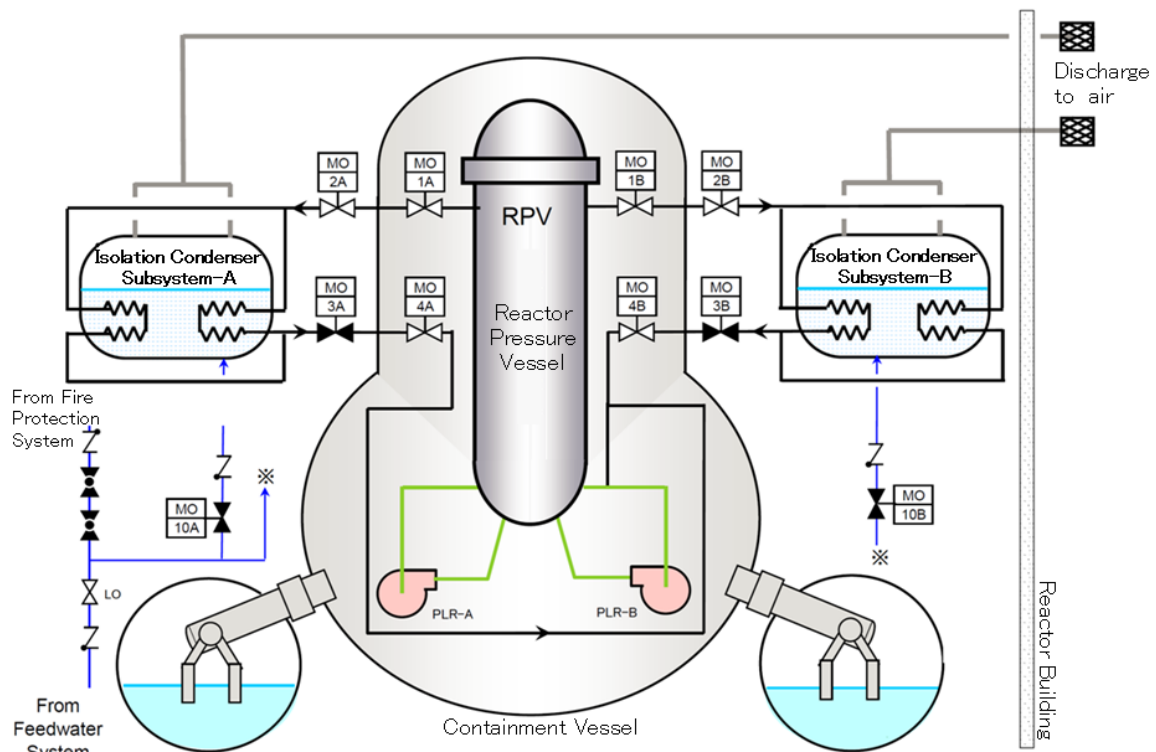 Discharge
to air
MO
2A
MO
1A
MO
1B
MO
2B
RPV
Isolation Condenser
Subsystem-A
Isolation Condenser
Subsystem-B
MO
3A
MO
4A
MO
4B
MO
3B
Reactor
Pressure
Vessel
From Fire
Protection
System
※
MO
10A
MO
10B
※
LO
PLR-A
PLR-B
Reactor Building
From
Feedwater
System
Containment Vessel